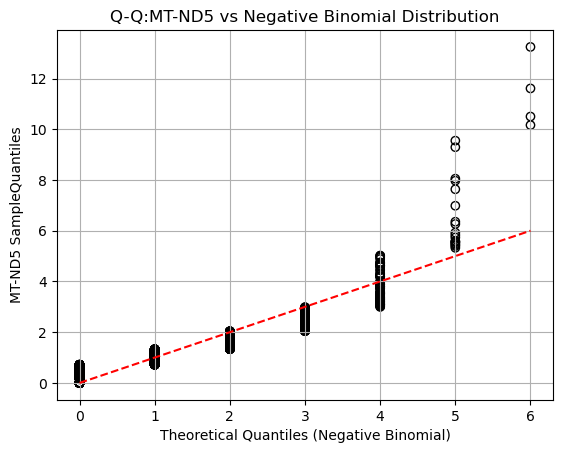 Q-Q:MT-ND5 vs Negative Binomial Distribution
MT-ND5 SampleQuantiles
12
10
8
6
4
2
0
0 1 2 3 4 5 6
Theoretical Quantiles (Negative Binomial)